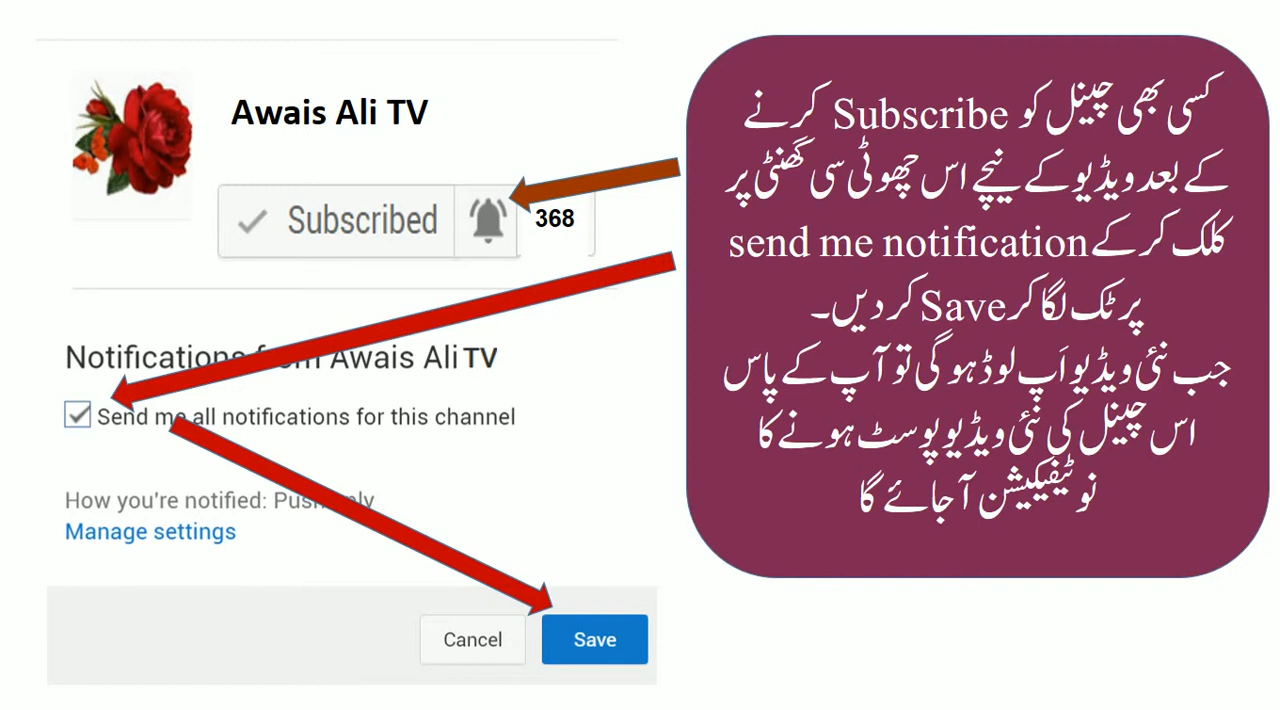 Awais Ali TV
Subscribed
368
Notifications from Awais Ali TV
Send me all notifications for this channel
How you're notified: Push only
Manage settings
Cancel
Save
کسی بھی چینل کو Subscribe کرنے
کے بعد ویڈیو کے نیچے اس چھوٹی سی گھنٹی پر
کلک کر کے send me notification
پر ٹک لگا کر Save کر دیں۔
جب نئی ویڈیو اَپ لوڈ ہو گی تو آپ کے پاس
اس چینل کی نئی ویڈیو پوسٹ ہونے کا
نوٹیفیکیشن آ جائے گا